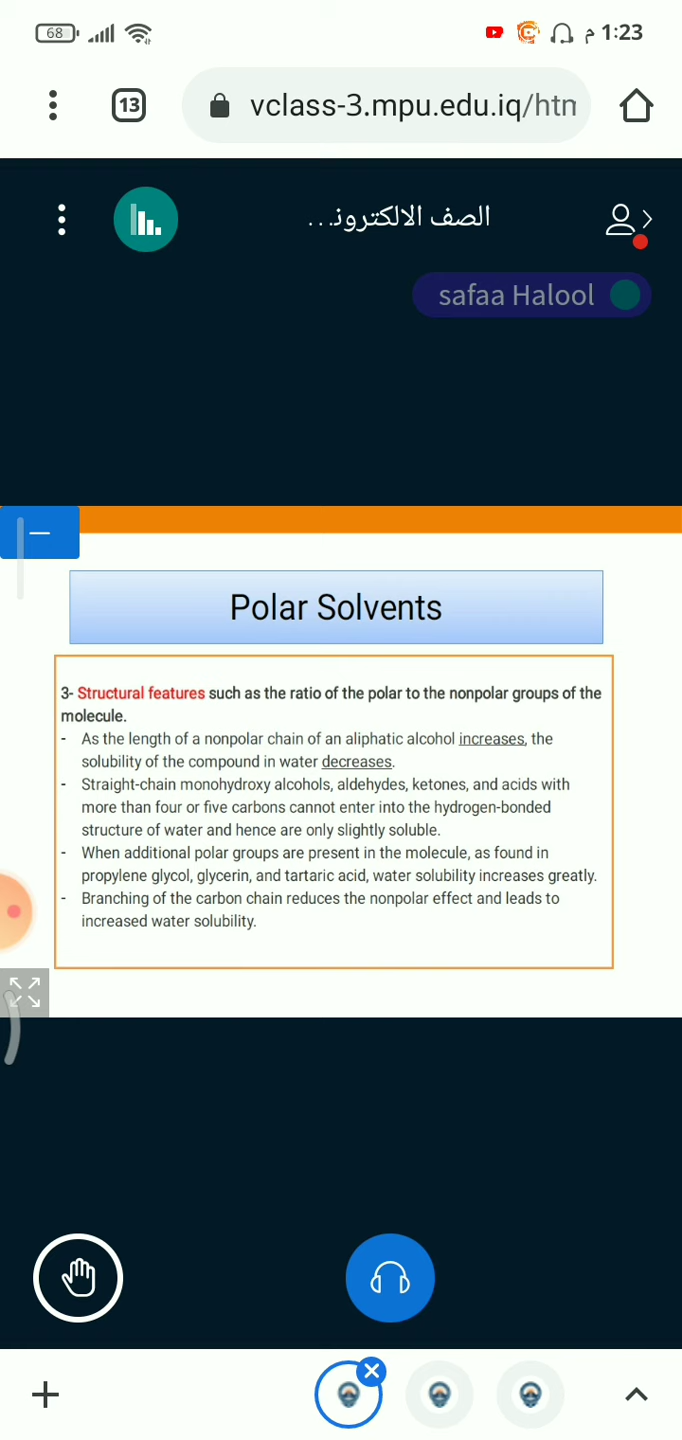 68
م 1:23
13
vclass-3.mpu.edu.iq/htm
الصف الالكترونـ...
safaa Halool
Polar Solvents
3- Structural features such as the ratio of the polar to the nonpolar groups of the
molecule.
- As the length of a nonpolar chain of an aliphatic alcohol increases, the
solubility of the compound in water decreases.
- Straight-chain monohydroxy alcohols, aldehydes, ketones, and acids with
more than four or five carbons cannot enter into the hydrogen-bonded
structure of water and hence are only slightly soluble.
- When additional polar groups are present in the molecule, as found in
propylene glycol, glycerin, and tartaric acid, water solubility increases greatly.
- Branching of the carbon chain reduces the nonpolar effect and leads to
increased water solubility.